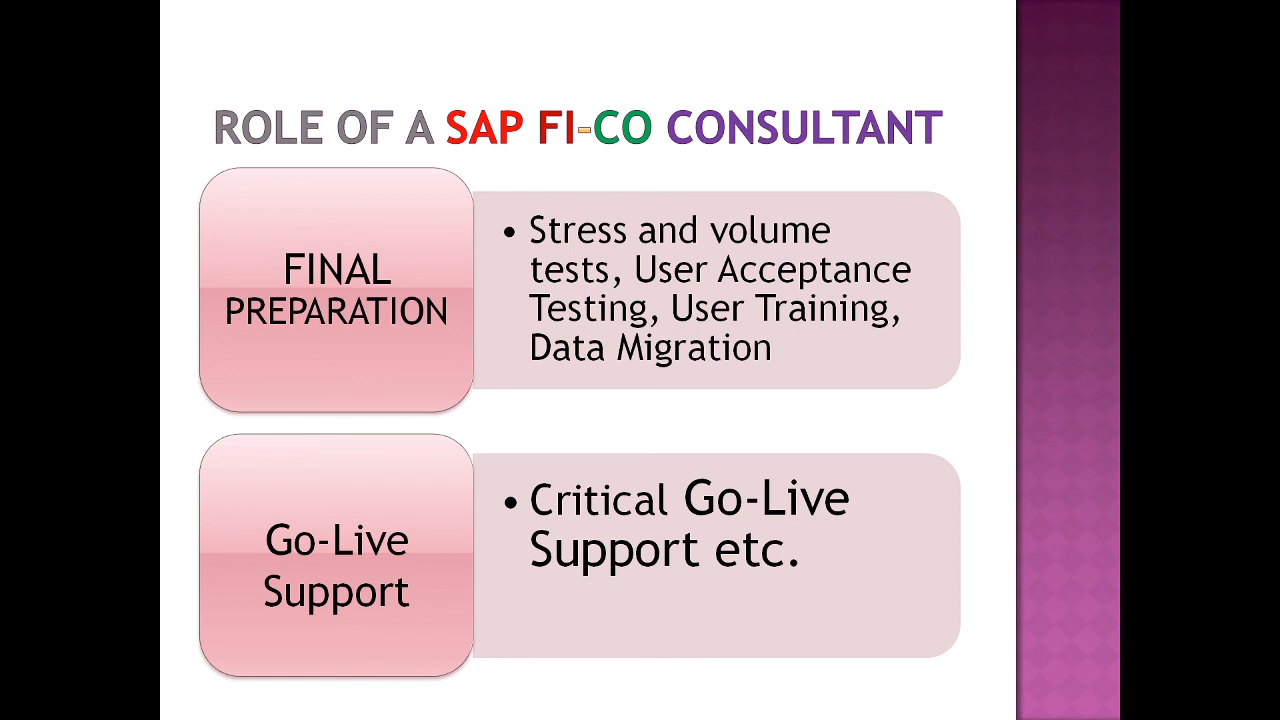 ROLE OF A SAP FI-CO CONSULTANT
FINAL
PREPARATION
• Stress and volume
tests, User Acceptance
Testing, User Training,
Data Migration
Go-Live
Support
• Critical Go-Live
Support etc.